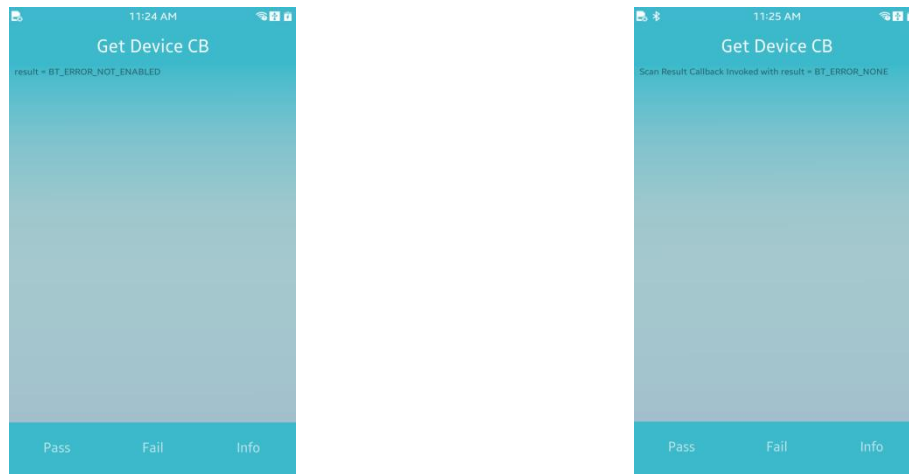 11:24 AM
Get Device CB
result = BT_ERROR_NOT_ENABLED
Pass Fail Info
11:25 AM
Get Device CB
Scan Result Callback Invoked with result = BT_ERROR_NONE
Pass Fail Info